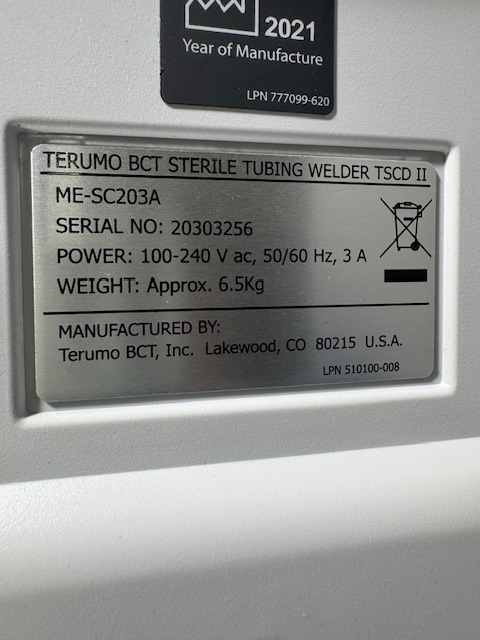 2021
Year of Manufacture
LPN 777099-620
TERUMO BCT STERILE TUBING WELDER TSCD II
ME-SC203A
SERIAL NO: 20303256
POWER: 100-240 V ac, 50/60 Hz, 3 A
WEIGHT: Approx. 6.5Kg
MANUFACTURED BY:
Terumo BCT, Inc. Lakewood, CO 80215 U.S.A.
LPN 510100-008